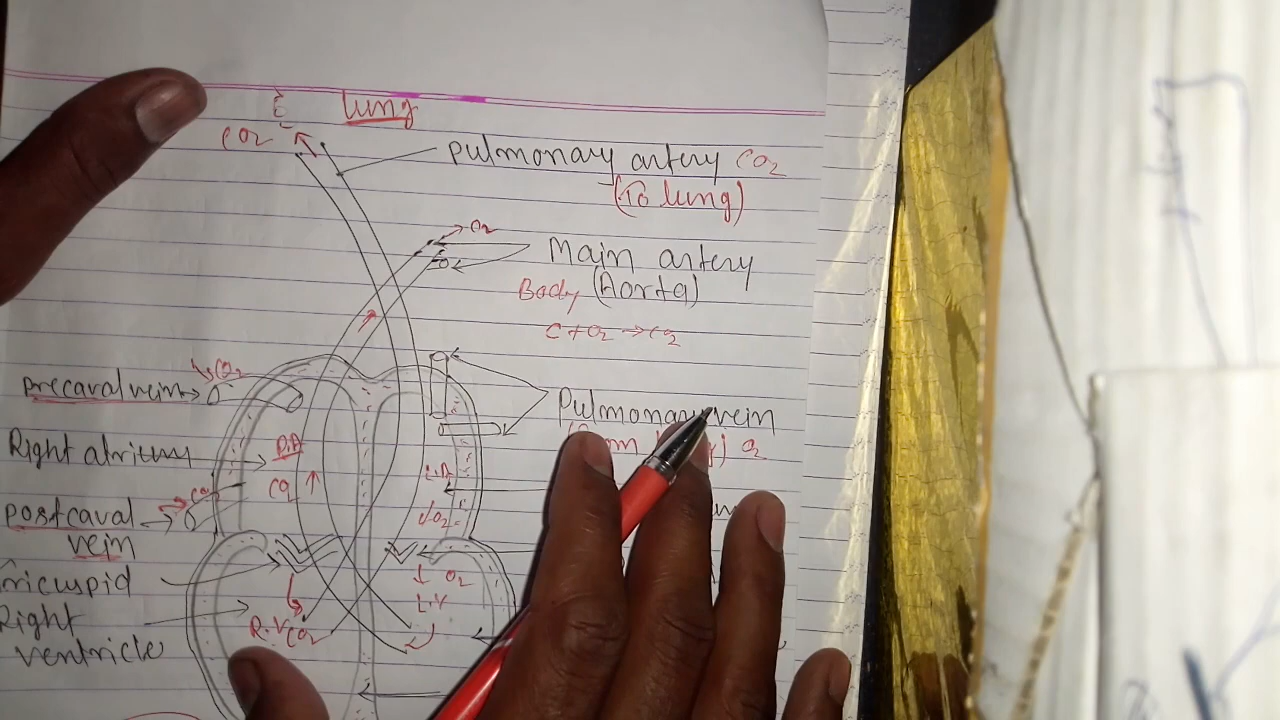 lung
CO2
pulmonary artery CO2
(To lung)
O2
Main artery
Body (Aorta)
C + O2 → CO2
CO2
precaval vein
Pulmonary vein
O2
Right atrium
R.A
CO2
L.A
O2
CO2
postcaval
vein
Tricuspid
O2
L.V
Right
ventricle
R.V CO2